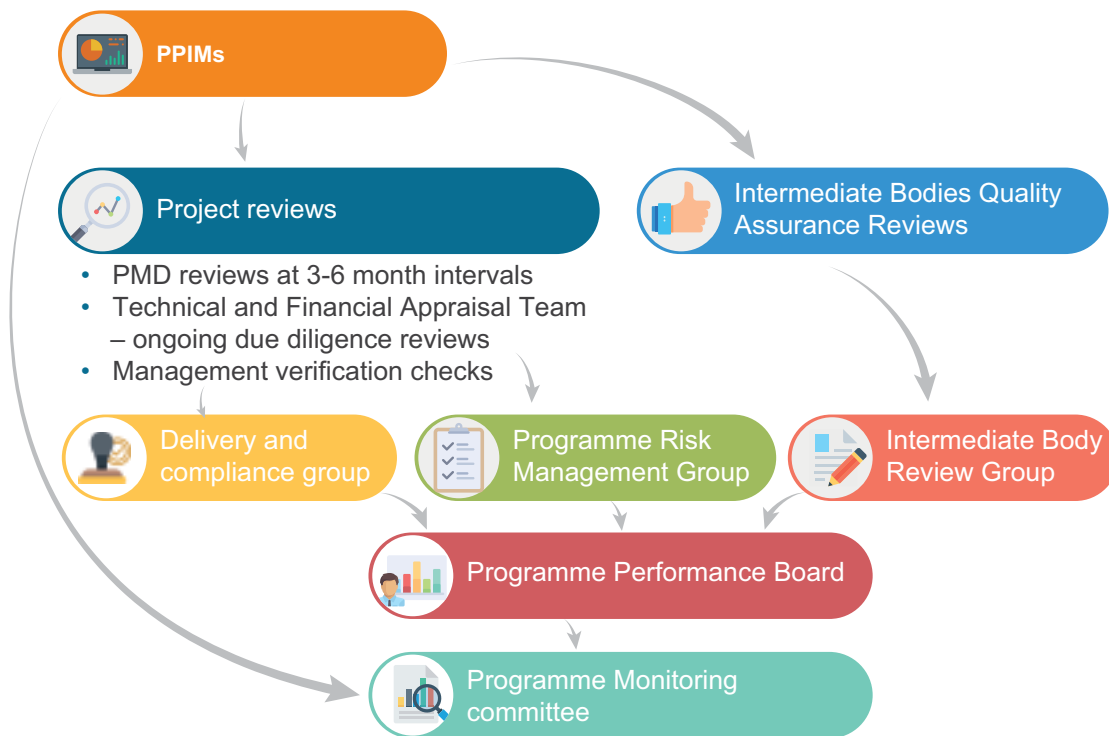 PPIMs
Project reviews
Intermediate Bodies Quality
Assurance Reviews
• PMD reviews at 3-6 month intervals
• Technical and Financial Appraisal Team
– ongoing due diligence reviews
• Management verification checks
Delivery and
compliance group
Programme Risk
Management Group
Intermediate Body
Review Group
Programme Performance Board
Programme Monitoring
committee